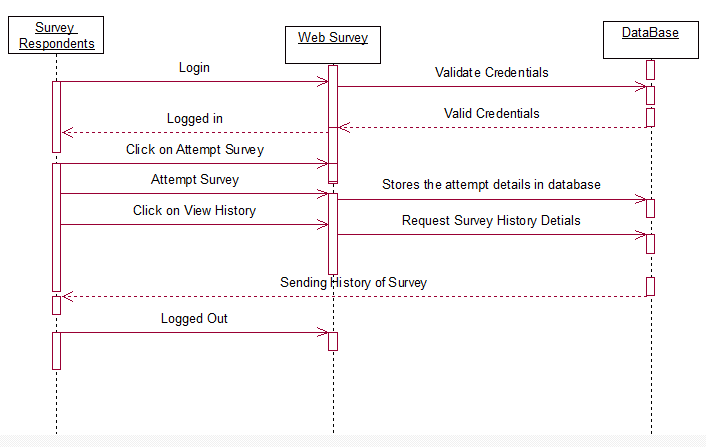 Survey
Respondents
Web Survey
DataBase
Login
Validate Credentials
Valid Credentials
Logged in
Click on Attempt Survey
Attempt Survey
Stores the attempt details in database
Click on View History
Request Survey History Detials
Sending History of Survey
Logged Out